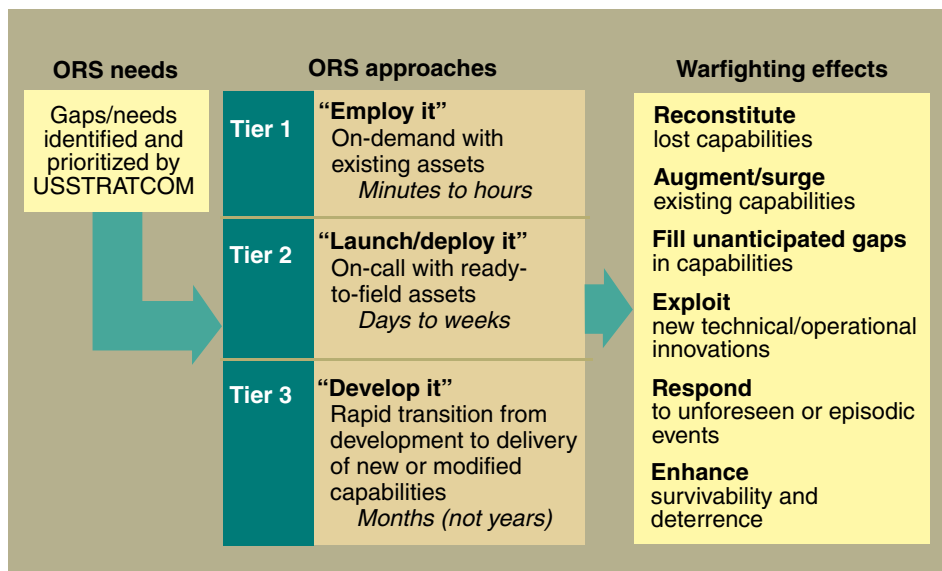 ORS needs
Gaps/needs
identified and
prioritized by
USSTRATCOM
ORS approaches
Tier 1
“Employ it”
On-demand with
existing assets
Minutes to hours
Tier 2
“Launch/deploy it”
On-call with ready-
to-field assets
Days to weeks
Tier 3
“Develop it”
Rapid transition from
development to delivery
of new or modified
capabilities
Months (not years)
Warfighting effects
Reconstitute
lost capabilities
Augment/surge
existing capabilities
Fill unanticipated gaps
in capabilities
Exploit
new technical/operational
innovations
Respond
to unforeseen or episodic
events
Enhance
survivability and
deterrence